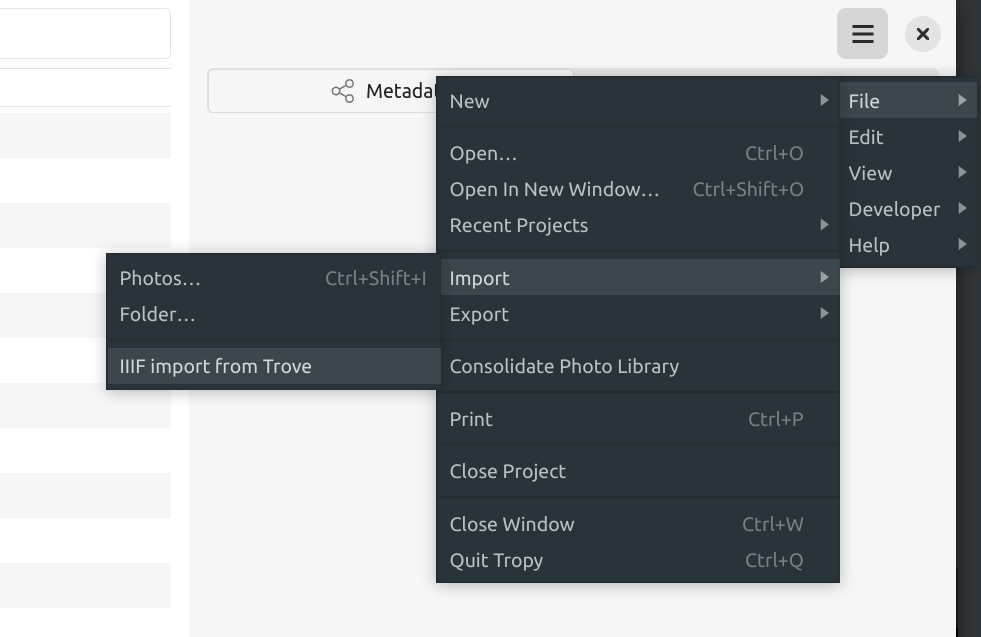 Metadat
New
Open… Ctrl+O
Open In New Window… Ctrl+Shift+O
Recent Projects
Import
Export
Consolidate Photo Library
Print Ctrl+P
Close Project
Close Window Ctrl+W
Quit Tropy Ctrl+Q
File
Edit
View
Developer
Help
Photos… Ctrl+Shift+I
Folder…
IIIF import from Trove